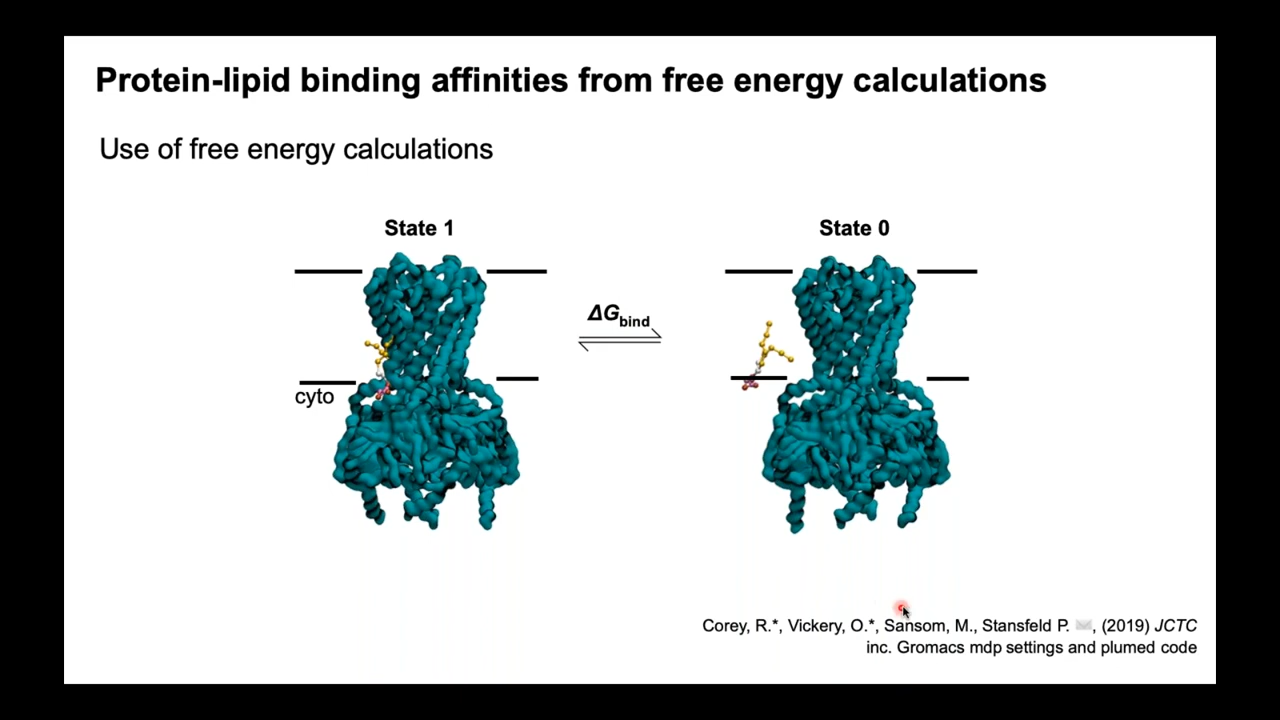 Protein-lipid binding affinities from free energy calculations
Use of free energy calculations
State 1
State 0
ΔGbind
cyto
Corey, R.*, Vickery, O.*, Sansom, M., Stansfeld P. ✉, (2019) JCTC
inc. Gromacs mdp settings and plumed code